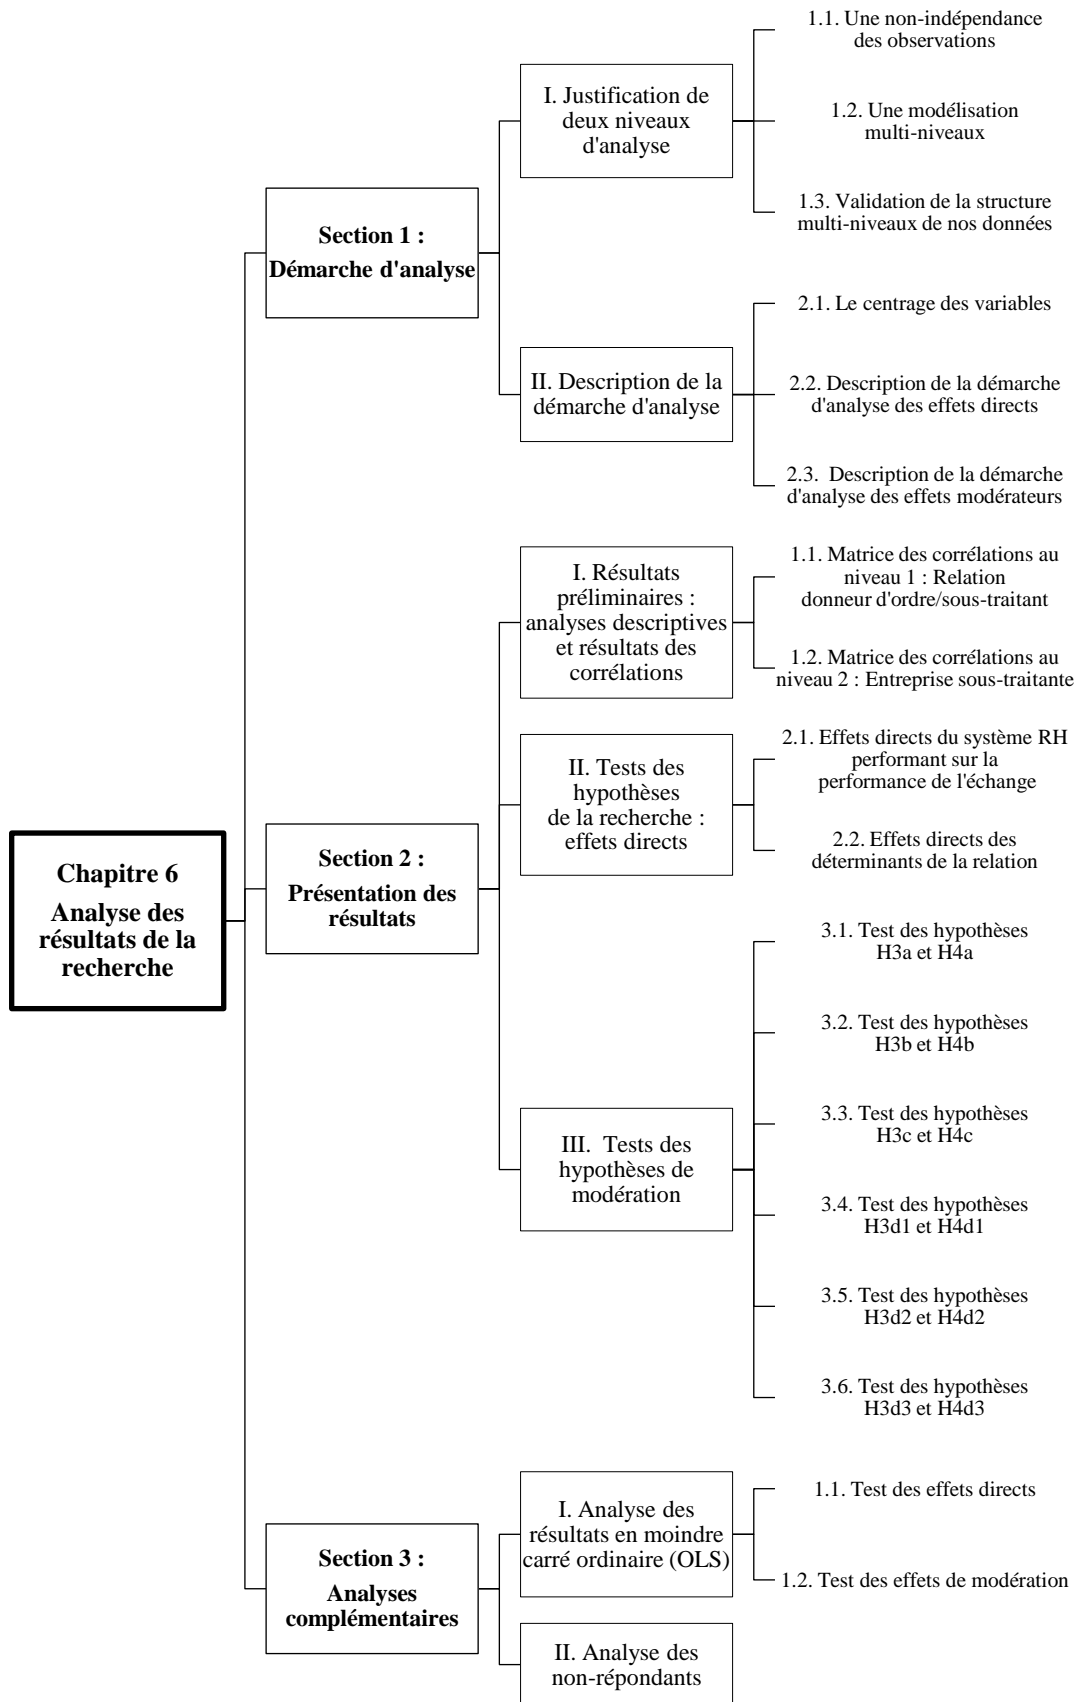 Chapitre 6
Analyse des
résultats de la
recherche
Section 1 :
Démarche d'analyse
I. Justification de
deux niveaux
d'analyse
1.1. Une non-indépendance
des observations
1.2. Une modélisation
multi-niveaux
1.3. Validation de la structure
multi-niveaux de nos données
II. Description de la
démarche d'analyse
2.1. Le centrage des variables
2.2. Description de la démarche
d'analyse des effets directs
2.3. Description de la démarche
d'analyse des effets modérateurs
Section 2 :
Présentation des
résultats
I. Résultats
préliminaires :
analyses descriptives
et résultats des
corrélations
1.1. Matrice des corrélations au
niveau 1 : Relation
donneur d'ordre/sous-traitant
1.2. Matrice des corrélations au
niveau 2 : Entreprise sous-traitante
II. Tests des
hypothèses
de la recherche :
effets directs
2.1. Effets directs du système RH
performant sur la
performance de l'échange
2.2. Effets directs des
déterminants de la relation
III. Tests des
hypothèses de
modération
3.1. Test des hypothèses
H3a et H4a
3.2. Test des hypothèses
H3b et H4b
3.3. Test des hypothèses
H3c et H4c
3.4. Test des hypothèses
H3d1 et H4d1
3.5. Test des hypothèses
H3d2 et H4d2
3.6. Test des hypothèses
H3d3 et H4d3
Section 3 :
Analyses
complémentaires
I. Analyse des
résultats en moindre
carré ordinaire (OLS)
1.1. Test des effets directs
1.2. Test des effets de modération
II. Analyse des
non-répondants